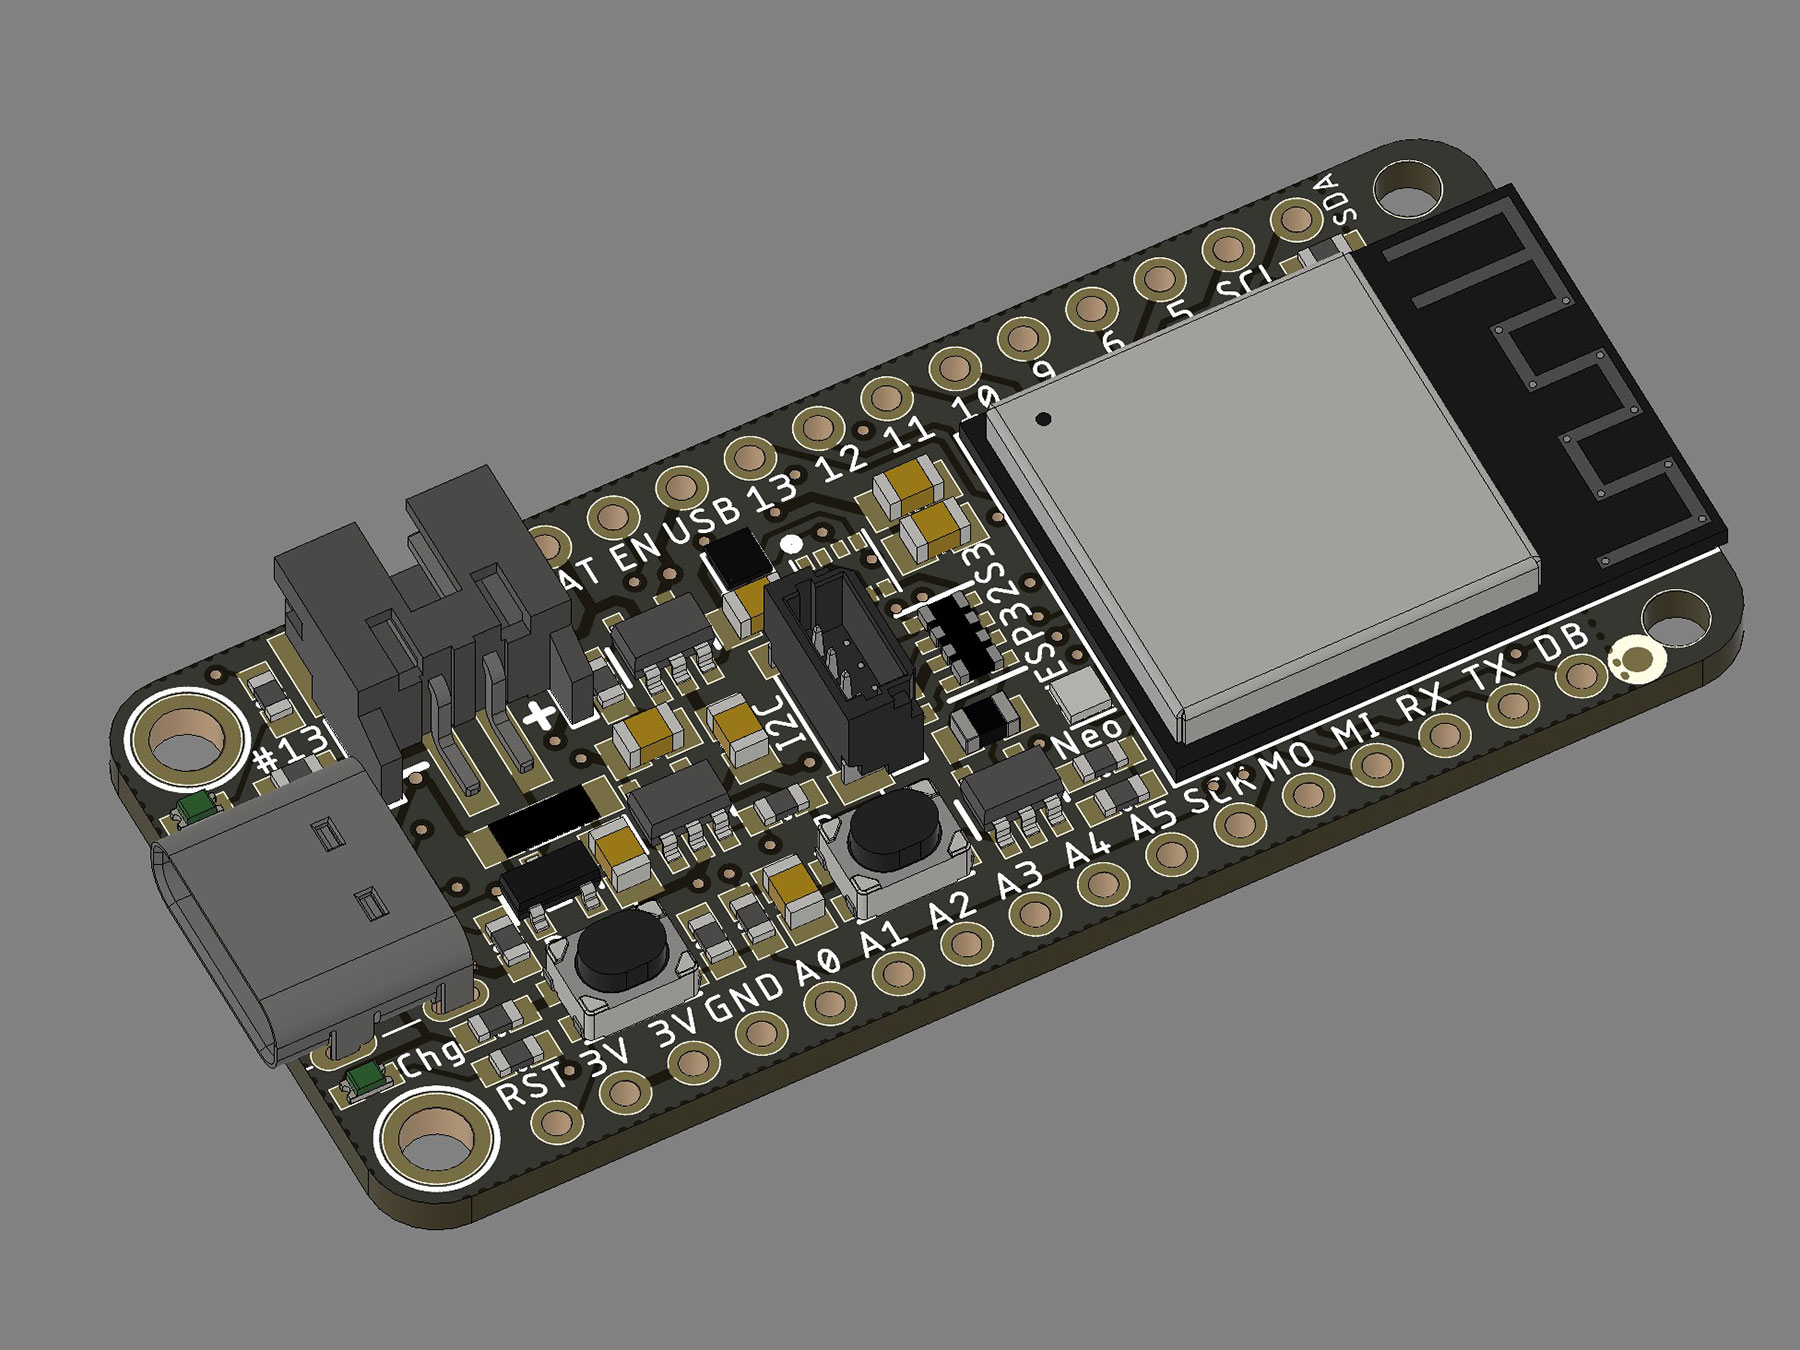 SDA
SCL
5
6
9
10
11
12
13
USB
EN
AT
#13
+
I2C
ESP32S3
Neo
Chg
RST
3V
3V
GND
A0
A1
A2
A3
A4
A5
SCK
MO
MI
RX
TX
DB